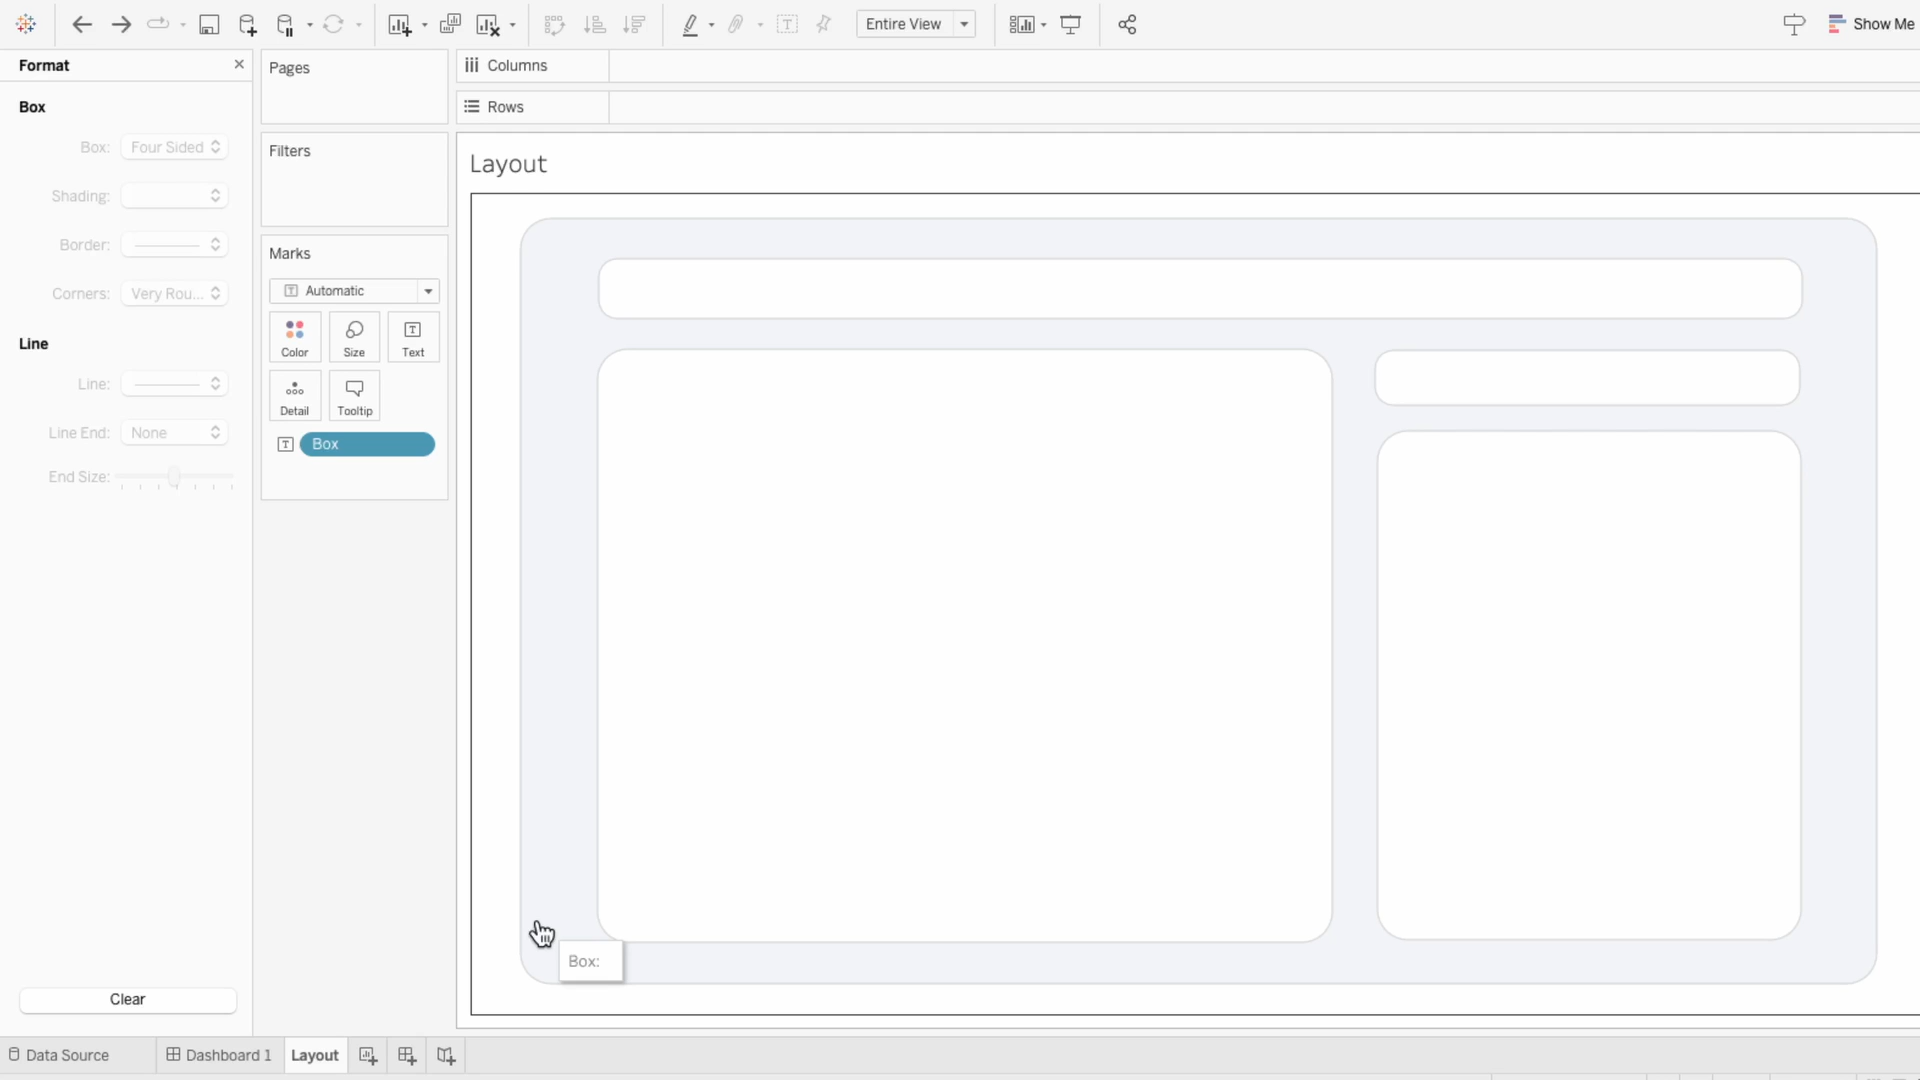 Entire View
Show Me
Format
Box
Box: Four Sided
Shading:
Border:
Corners: Very Rou...
Line
Line:
Line End: None
End Size:
Clear
Pages
Filters
Marks
Automatic
Color
Size
Text
Detail
Tooltip
Box
Columns
Rows
Layout
Box:
Data Source
Dashboard 1
Layout